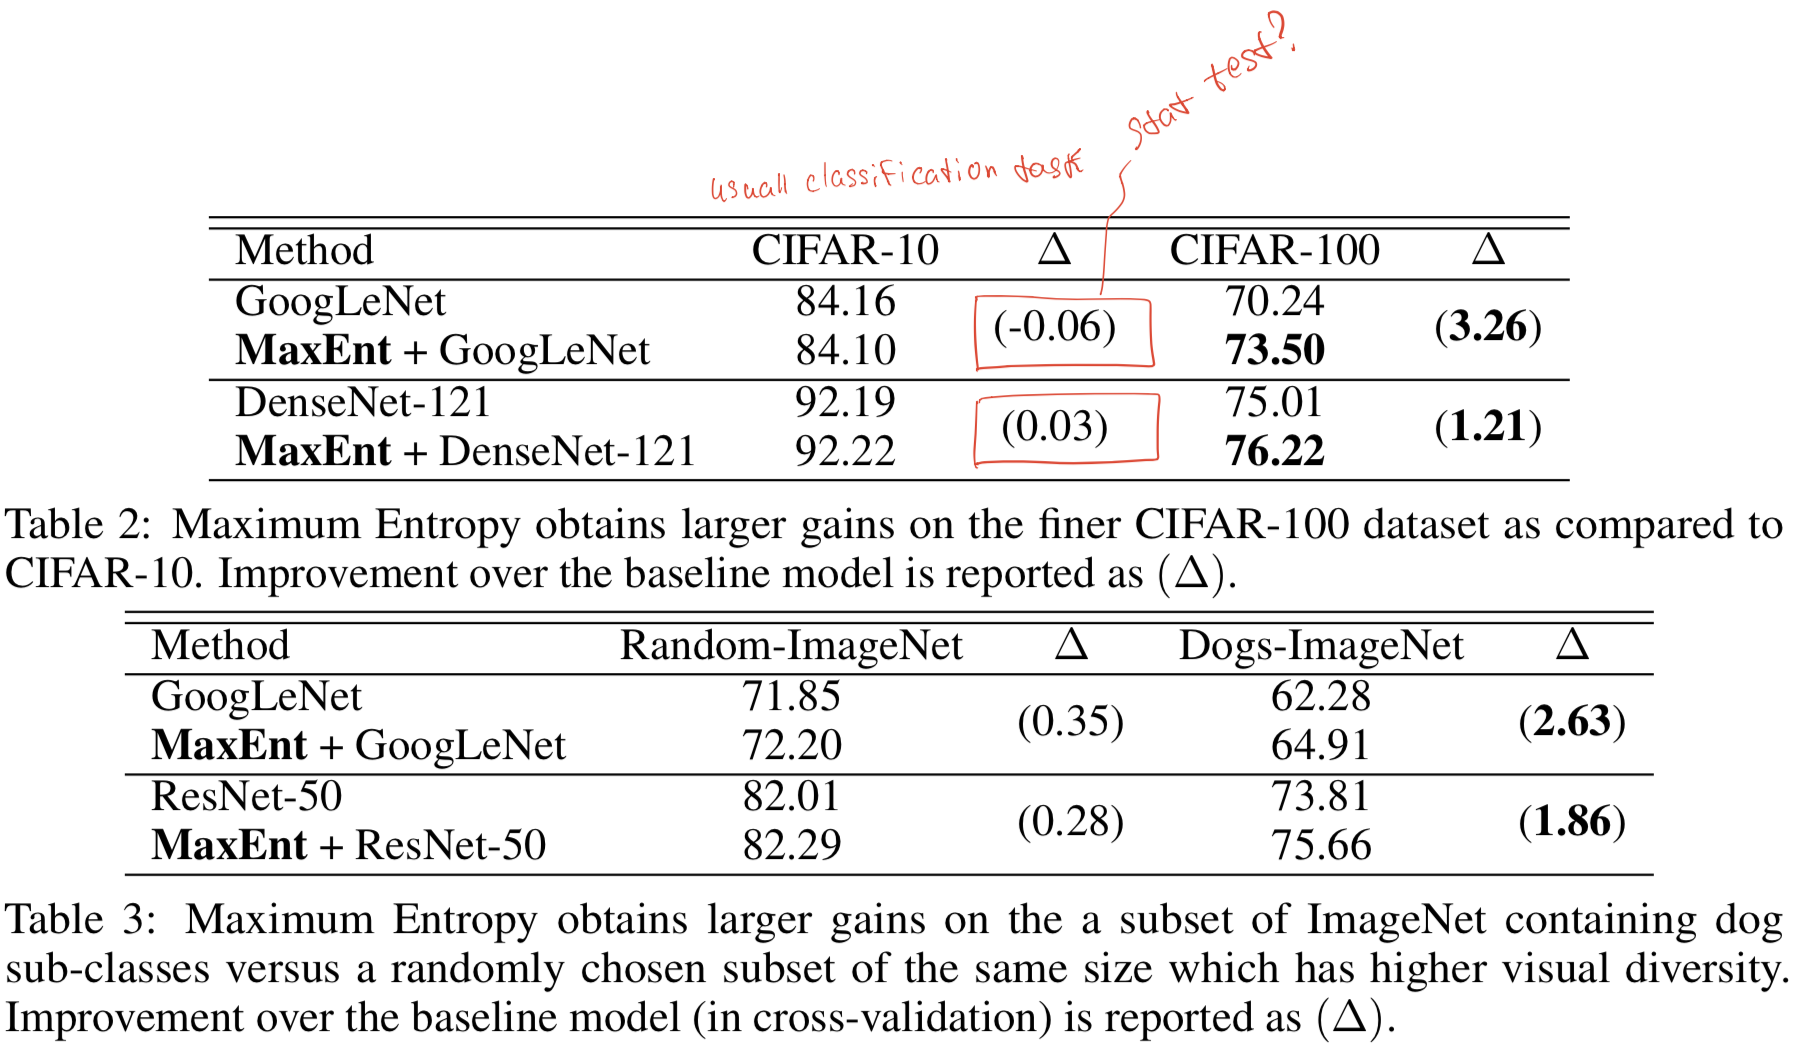 stat test?
usuall classification task
Method CIFAR-10 Δ CIFAR-100 Δ
GoogLeNet 84.16 (-0.06) 70.24 (3.26)
MaxEnt + GoogLeNet 84.10 73.50
DenseNet-121 92.19 (0.03) 75.01 (1.21)
MaxEnt + DenseNet-121 92.22 76.22
Table 2: Maximum Entropy obtains larger gains on the finer CIFAR-100 dataset as compared to
CIFAR-10. Improvement over the baseline model is reported as (Δ).
Method Random-ImageNet Δ Dogs-ImageNet Δ
GoogLeNet 71.85 (0.35) 62.28 (2.63)
MaxEnt + GoogLeNet 72.20 64.91
ResNet-50 82.01 (0.28) 73.81 (1.86)
MaxEnt + ResNet-50 82.29 75.66
Table 3: Maximum Entropy obtains larger gains on the a subset of ImageNet containing dog
sub-classes versus a randomly chosen subset of the same size which has higher visual diversity.
Improvement over the baseline model (in cross-validation) is reported as (Δ).